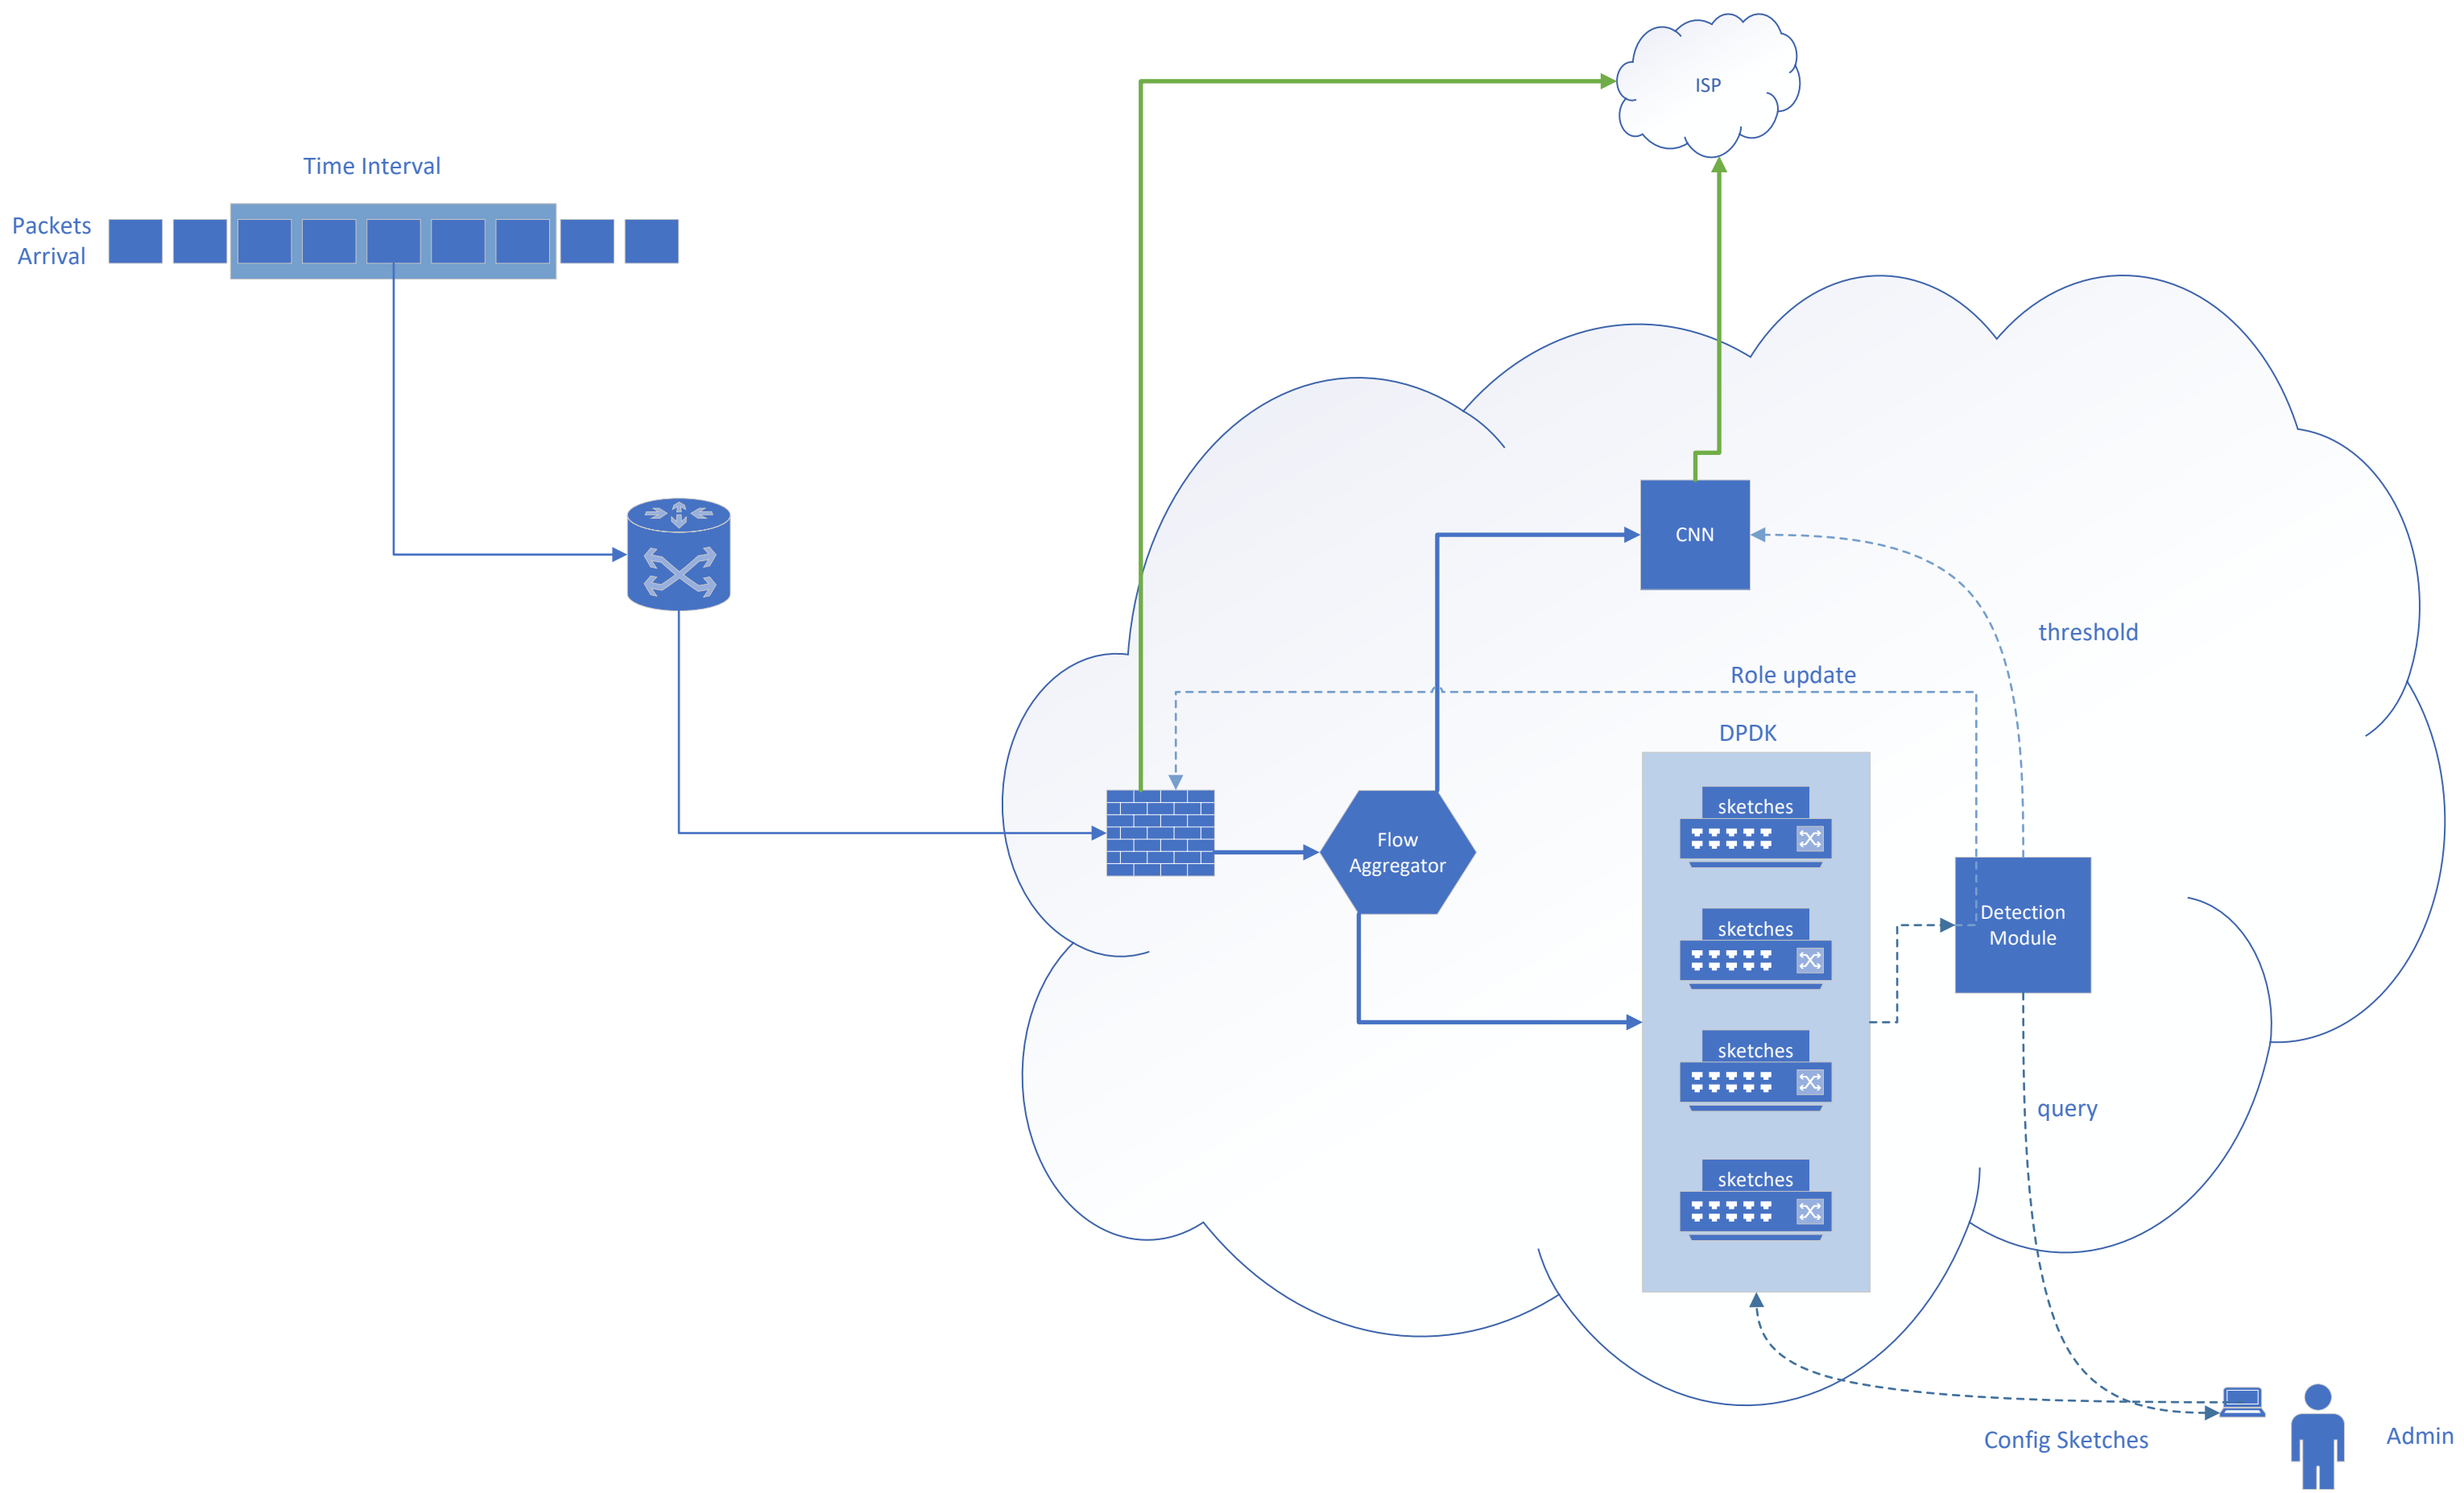 ISP
Time Interval
Packets
Arrival
CNN
threshold
Role update
DPDK
sketches
Flow
Aggregator
sketches
Detection
Module
sketches
query
sketches
Config Sketches
Admin